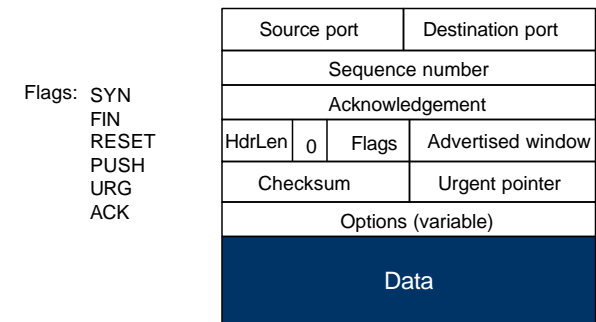 Source port Destination port
Sequence number
Flags: SYN
Acknowledgement
FIN
RESET
HdrLen 0 Flags Advertised window
PUSH
URG
Checksum Urgent pointer
ACK
Options (variable)
Data